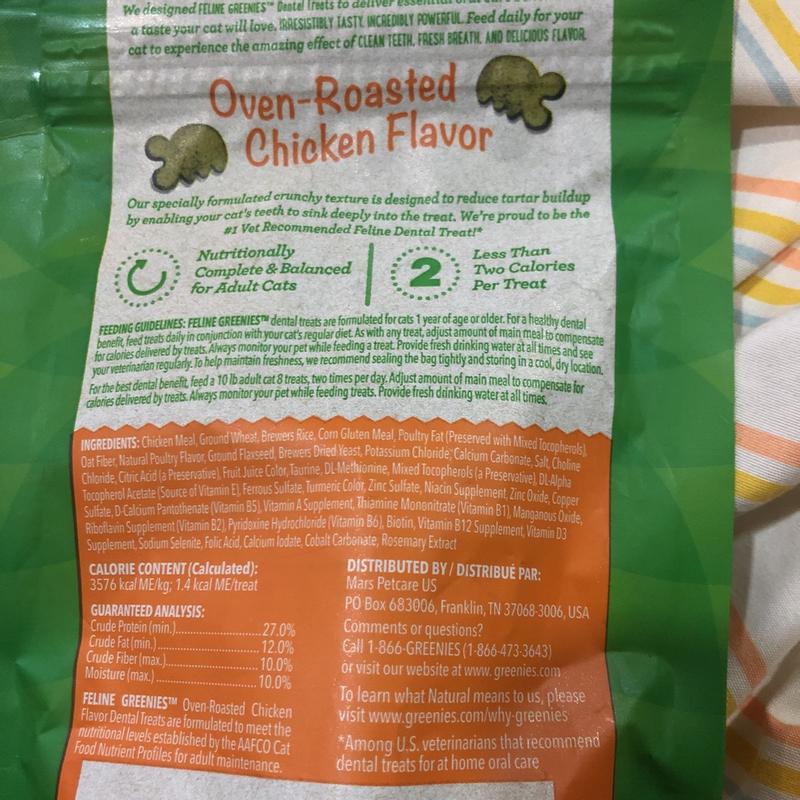 We designed FELINE GREENIES™ Dental Treats to deliver essential oral
a taste your cat will love. IRRESISTIBLY TASTY. INCREDIBLY POWERFUL. Feed daily for your
cat to experience the amazing effect of CLEAN TEETH, FRESH BREATH, AND DELICIOUS FLAVOR.
Oven-Roasted
Chicken Flavor
Our specially formulated crunchy texture is designed to reduce tartar buildup
by enabling your cat's teeth to sink deeply into the treat. We're proud to be the
#1 Vet Recommended Feline Dental Treat!*
Nutritionally
Complete & Balanced
for Adult Cats
2
Less Than
Two Calories
Per Treat
FEEDING GUIDELINES: FELINE GREENIES™ dental treats are formulated for cats 1 year of age or older. For a healthy dental
benefit, feed treats daily in conjunction with your cat's regular diet. As with any treat, adjust amount of main meal to compensate
for calories delivered by treats. Always monitor your pet while feeding a treat. Provide fresh drinking water at all times and see
your veterinarian regularly. To help maintain freshness, we recommend sealing the bag tightly and storing in a cool, dry location.
For the best dental benefit, feed a 10 lb adult cat 8 treats, two times per day. Adjust amount of main meal to compensate for
calories delivered by treats. Always monitor your pet while feeding treats. Provide fresh drinking water at all times.
INGREDIENTS: Chicken Meal, Ground Wheat, Brewers Rice, Corn Gluten Meal, Poultry Fat (Preserved with Mixed Tocopherols),
Oat Fiber, Natural Poultry Flavor, Ground Flaxseed, Brewers Dried Yeast, Potassium Chloride, Calcium Carbonate, Salt, Choline
Chloride, Citric Acid (a Preservative), Fruit Juice Color, Taurine, DL-Methionine, Mixed Tocopherols (a Preservative), DL-Alpha
Tocopherol Acetate (Source of Vitamin E), Ferrous Sulfate, Turmeric Color, Zinc Sulfate, Niacin Supplement, Zinc Oxide, Copper
Sulfate, D-Calcium Pantothenate (Vitamin B5), Vitamin A Supplement, Thiamine Mononitrate (Vitamin B1), Manganous Oxide,
Riboflavin Supplement (Vitamin B2), Pyridoxine Hydrochloride (Vitamin B6), Biotin, Vitamin B12 Supplement, Vitamin D3
Supplement, Sodium Selenite, Folic Acid, Calcium Iodate, Cobalt Carbonate, Rosemary Extract
CALORIE CONTENT (Calculated):
3576 kcal ME/kg; 1.4 kcal ME/treat
GUARANTEED ANALYSIS:
Crude Protein (min.)........................27.0%
Crude Fat (min.)..............................12.0%
Crude Fiber (max.)...........................10.0%
Moisture (max.)..............................10.0%
FELINE GREENIES™ Oven-Roasted Chicken
Flavor Dental Treats are formulated to meet the
nutritional levels established by the AAFCO Cat
Food Nutrient Profiles for adult maintenance.
DISTRIBUTED BY / DISTRIBUÉ PAR:
Mars Petcare US
PO Box 683006, Franklin, TN 37068-3006, USA
Comments or questions?
Call 1-866-GREENIES (1-866-473-3643)
or visit our website at www. greenies.com
To learn what Natural means to us, please
visit www.greenies.com/why-greenies
*Among U.S. veterinarians that recommend
dental treats for at home oral care